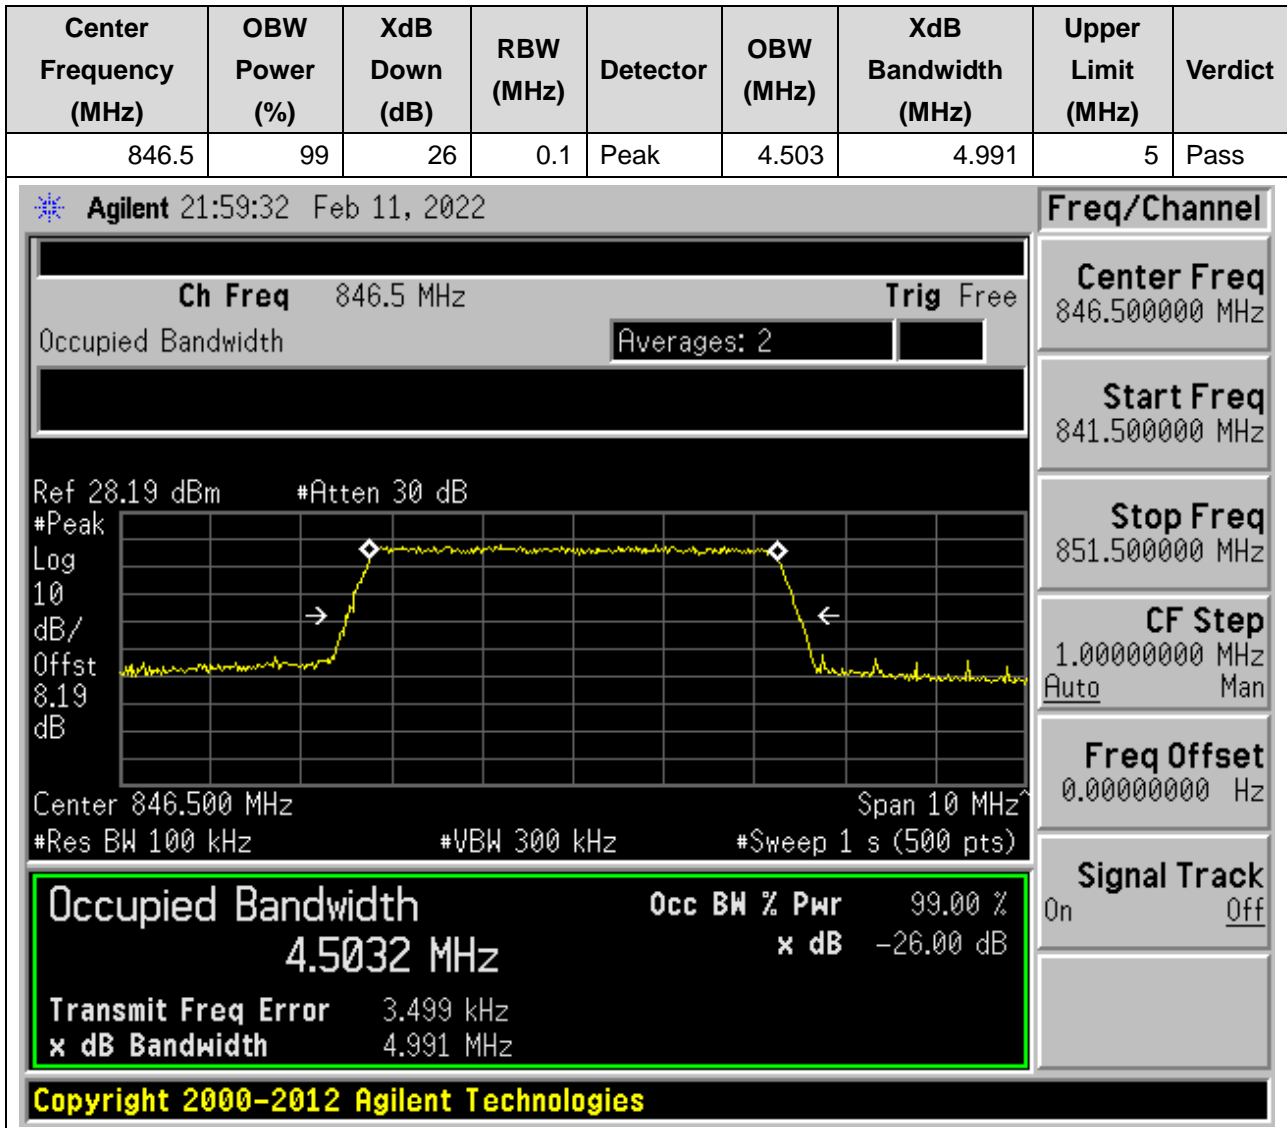 Center Frequency (MHz) OBW Power (%) XdB Down (dB) RBW (MHz) Detector OBW (MHz) XdB Bandwidth (MHz) Upper Limit (MHz) Verdict
846.5 99 26 0.1 Peak 4.503 4.991 5 Pass
Agilent 21:59:32 Feb 11, 2022
Freq/Channel
Ch Freq 846.5 MHz Trig Free
Occupied Bandwidth Averages: 2
Center Freq
846.500000 MHz
Start Freq
841.500000 MHz
Stop Freq
851.500000 MHz
CF Step
1.00000000 MHz
Auto Man
Freq Offset
0.00000000 Hz
Signal Track
On Off
Ref 28.19 dBm #Atten 30 dB
#Peak
Log
10
dB/
Offst
8.19
dB
Center 846.500 MHz Span 10 MHz^
#Res BW 100 kHz #VBW 300 kHz #Sweep 1 s (500 pts)
Occupied Bandwidth Occ BW % Pwr 99.00 %
4.5032 MHz x dB -26.00 dB
Transmit Freq Error 3.499 kHz
x dB Bandwidth 4.991 MHz
Copyright 2000-2012 Agilent Technologies